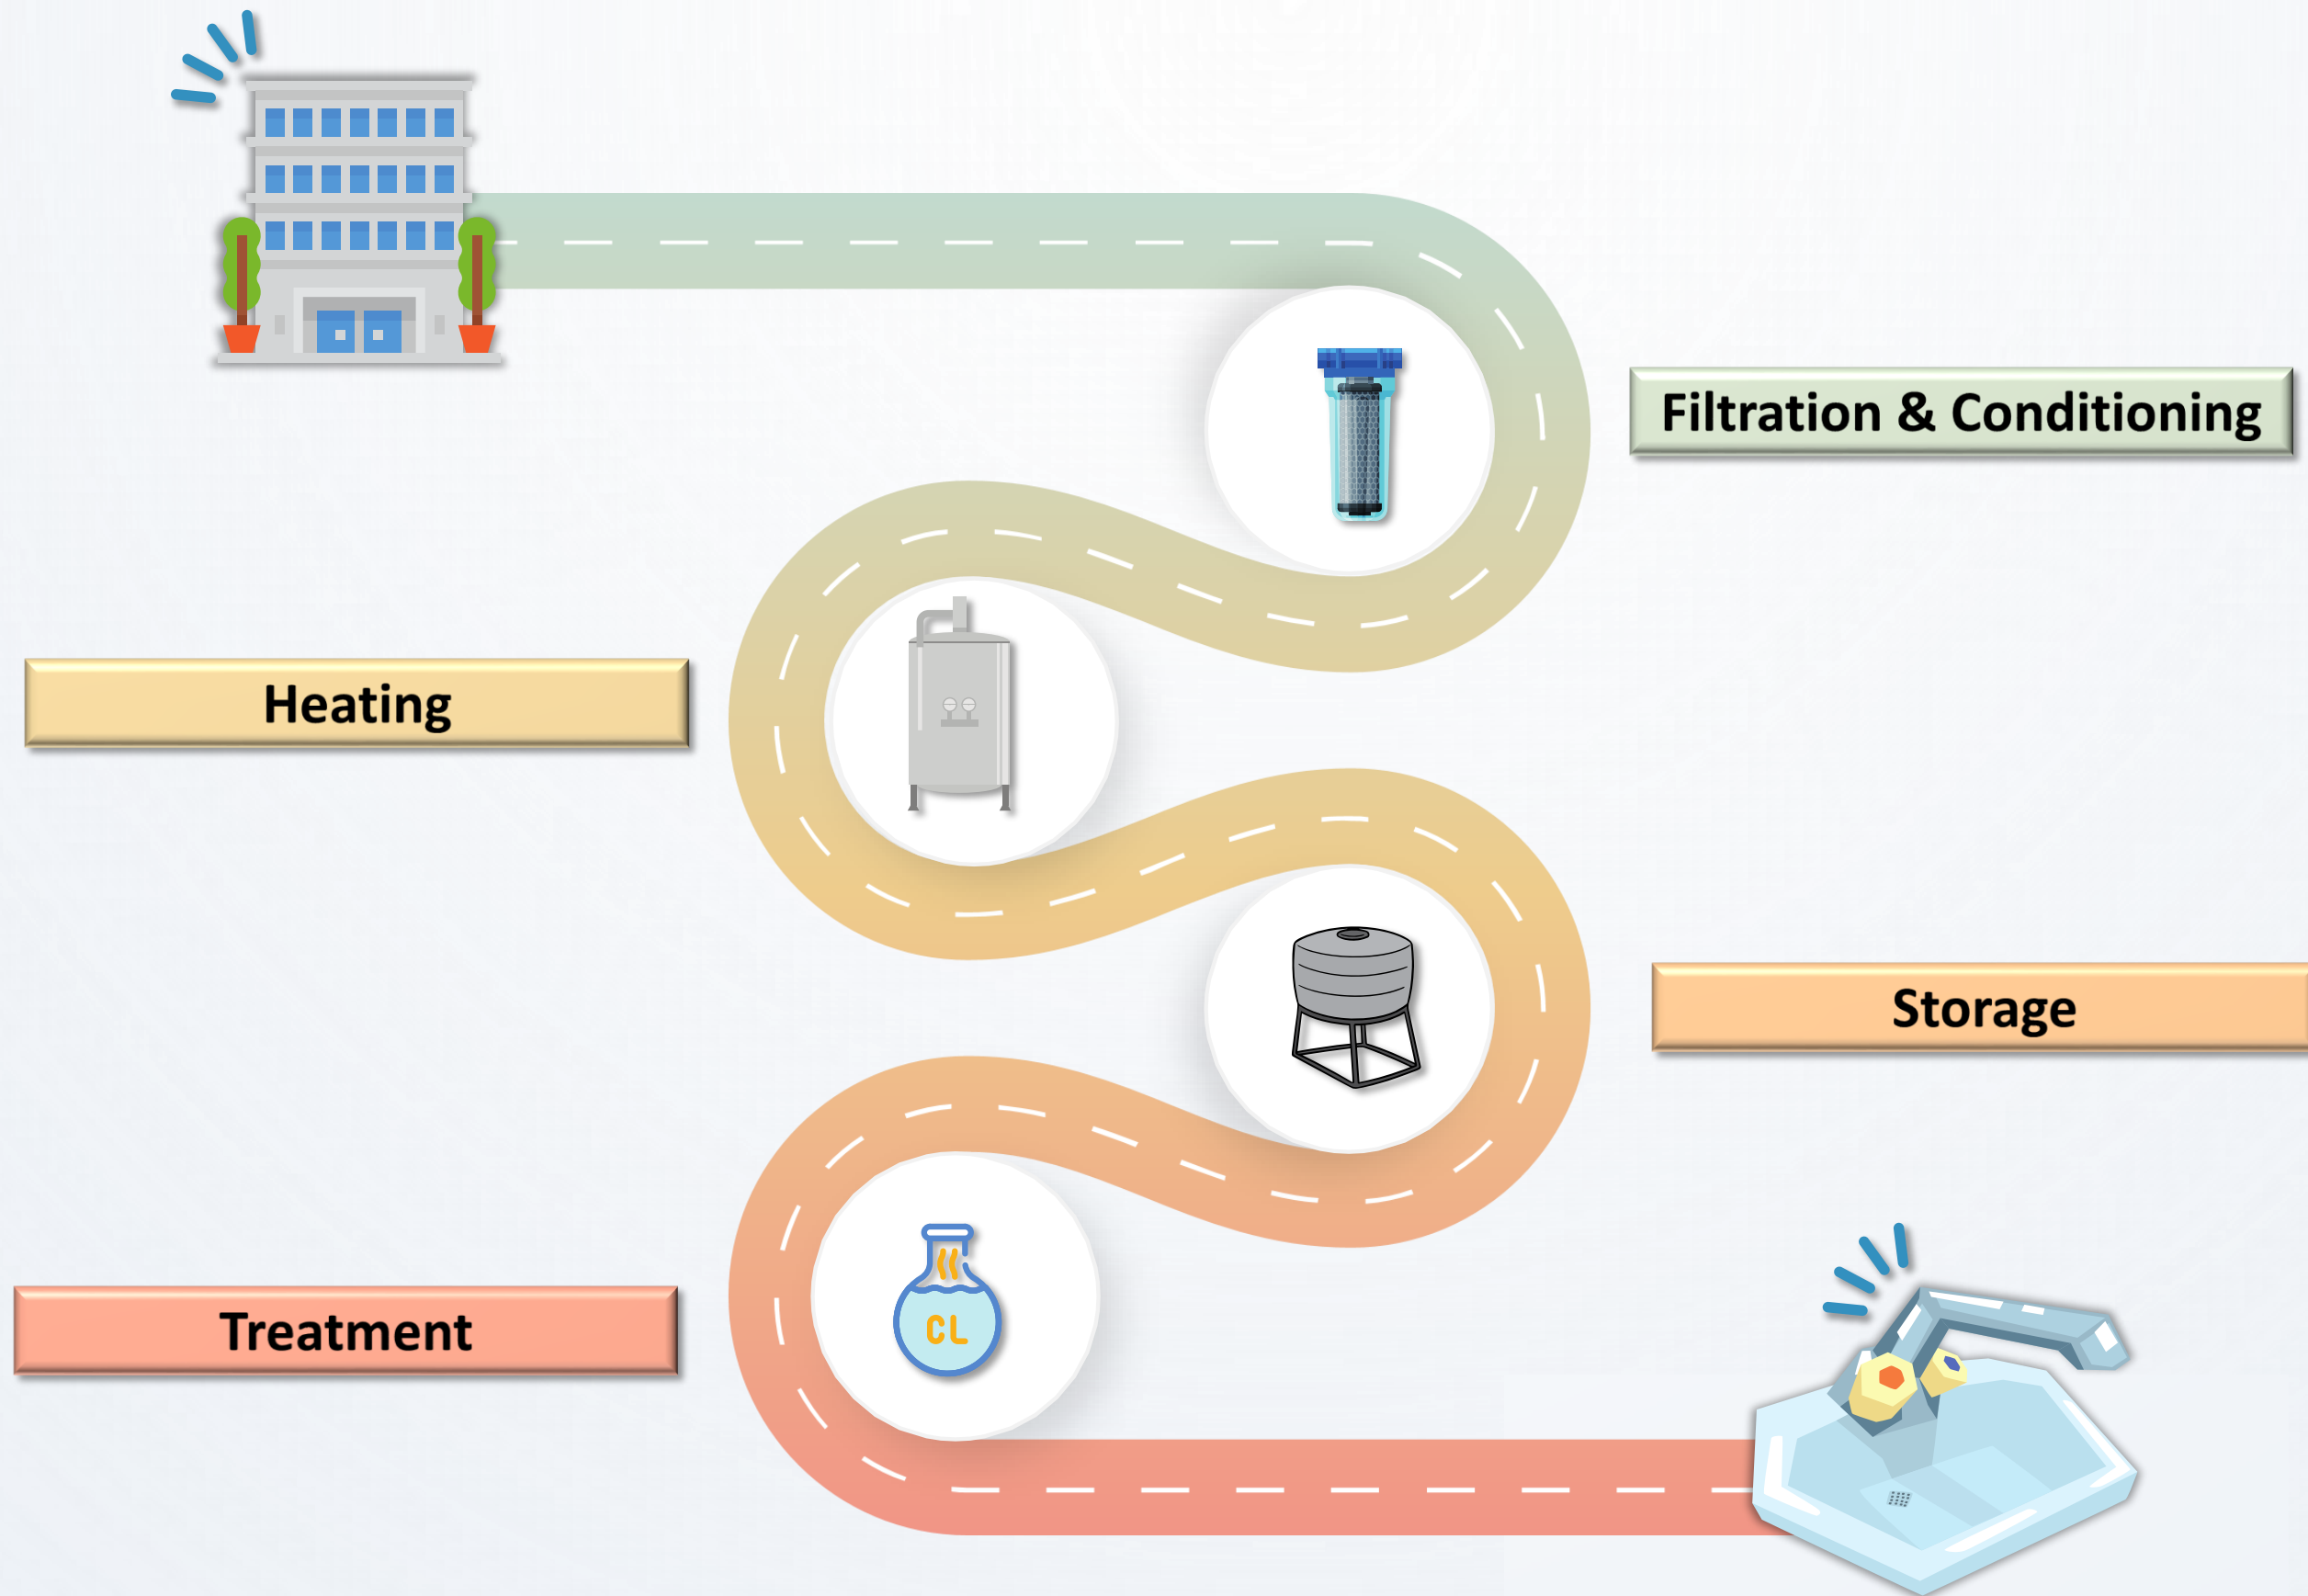 Filtration & Conditioning
Heating
Storage
Treatment
CL